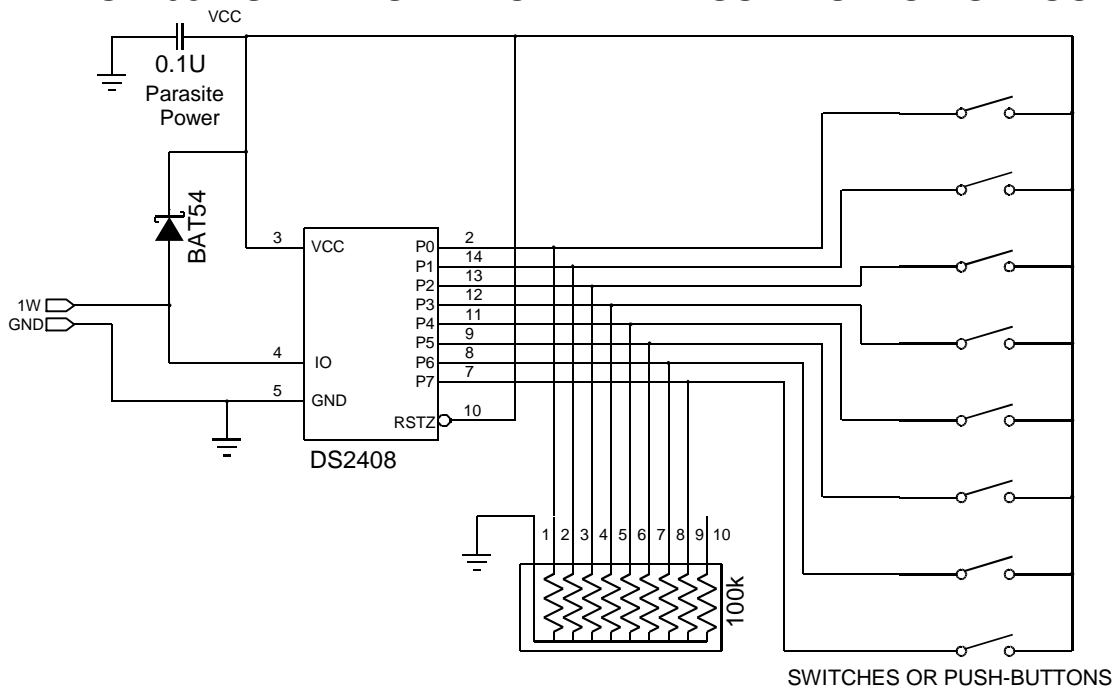 VCC
0.1U
Parasite
Power
BAT54
1W
GND
3
4
5
VCC
IO
GND
P0
P1
P2
P3
P4
P5
P6
P7
RSTZ
2
14
13
12
11
9
8
7
10
DS2408
1 2 3 4 5 6 7 8 9 10
100k
SWITCHES OR PUSH-BUTTONS